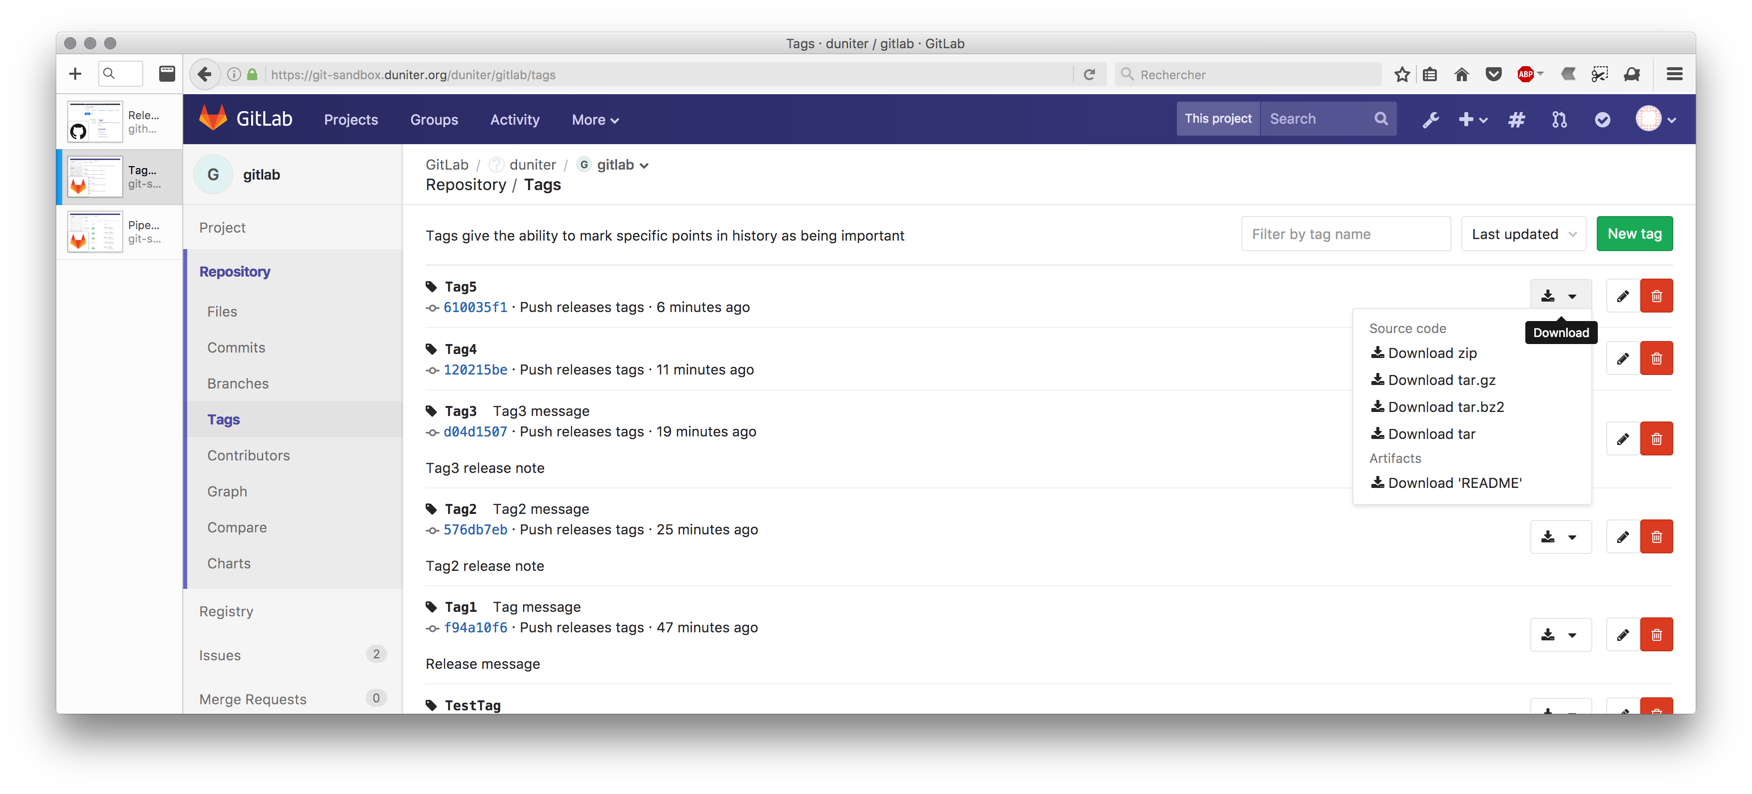 Tags · duniter / gitlab · GitLab
https://git-sandbox.duniter.org/duniter/gitlab/tags
Rechercher
ABP
Rele...
gith...
Tag...
git-s...
Pipe...
git-s...
GitLab
Projects
Groups
Activity
More
This project
Search
G
gitlab
Project
Repository
Files
Commits
Branches
Tags
Contributors
Graph
Compare
Charts
Registry
Issues 2
Merge Requests 0
GitLab / duniter / G gitlab
Repository / Tags
Tags give the ability to mark specific points in history as being important
Filter by tag name
Last updated
New tag
Tag5
610035f1 · Push releases tags · 6 minutes ago
Tag4
120215be · Push releases tags · 11 minutes ago
Tag3 Tag3 message
d04d1507 · Push releases tags · 19 minutes ago
Tag3 release note
Tag2 Tag2 message
576db7eb · Push releases tags · 25 minutes ago
Tag2 release note
Tag1 Tag message
f94a10f6 · Push releases tags · 47 minutes ago
Release message
TestTag
Download
Source code
Download zip
Download tar.gz
Download tar.bz2
Download tar
Artifacts
Download 'README'